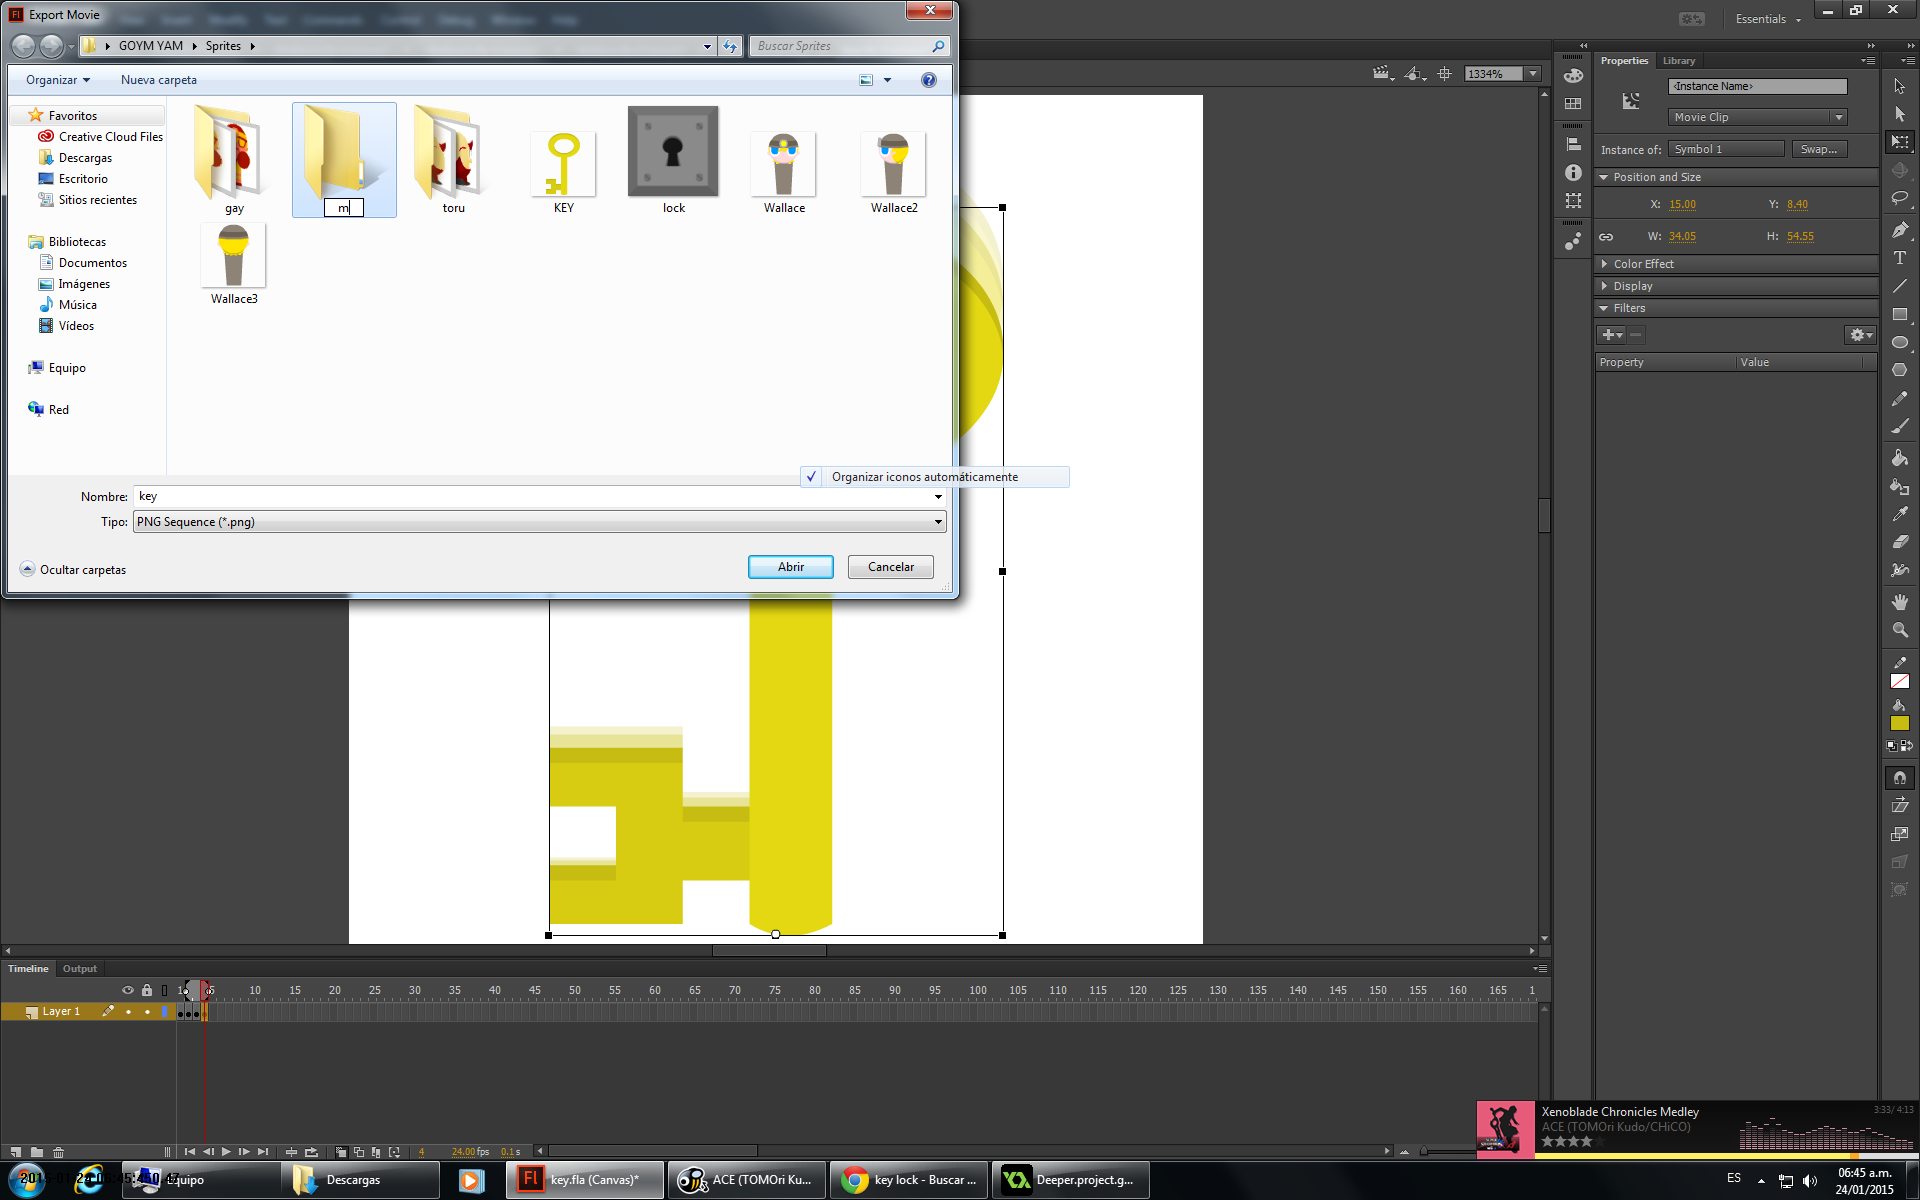 Export Movie
GOYM YAM
Sprites
Buscar Sprites
Organizar
Nueva carpeta
Favoritos
Creative Cloud Files
Descargas
Escritorio
Sitios recientes
Bibliotecas
Documentos
Imágenes
Música
Vídeos
Equipo
Red
gay
m
toru
KEY
lock
Wallace
Wallace2
Wallace3
Organizar iconos automáticamente
Nombre: key
Tipo: PNG Sequence (*.png)
Ocultar carpetas
Abrir
Cancelar
Essentials
1334%
Properties
Library
<Instance Name>
Movie Clip
Instance of: Symbol 1
Swap...
Position and Size
X: 15.00 Y: 8.40
W: 34.05 H: 54.55
Color Effect
Display
Filters
Property Value
Timeline
Output
1 5 10 15 20 25 30 35 40 45 50 55 60 65 70 75 80 85 90 95 100 105 110 115 120 125 130 135 140 145 150 155 160 165 1
Layer 1
4 24.00 fps 0.1 s
Xenoblade Chronicles Medley
3:33/ 4:13
ACE (TOMOri Kudo/CHiCO)
Equipo
Descargas
key.fla (Canvas)*
ACE (TOMOri Ku...
key lock - Buscar ...
Deeper.project.g...
ES
06:45 a.m.
24/01/2015